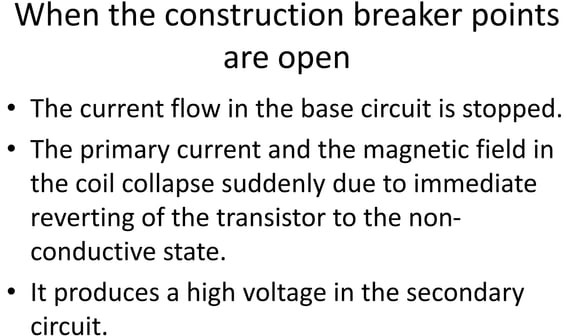 When the construction breaker points
are open
• The current flow in the base circuit is stopped.
• The primary current and the magnetic field in
the coil collapse suddenly due to immediate
reverting of the transistor to the non-
conductive state.
• It produces a high voltage in the secondary
circuit.